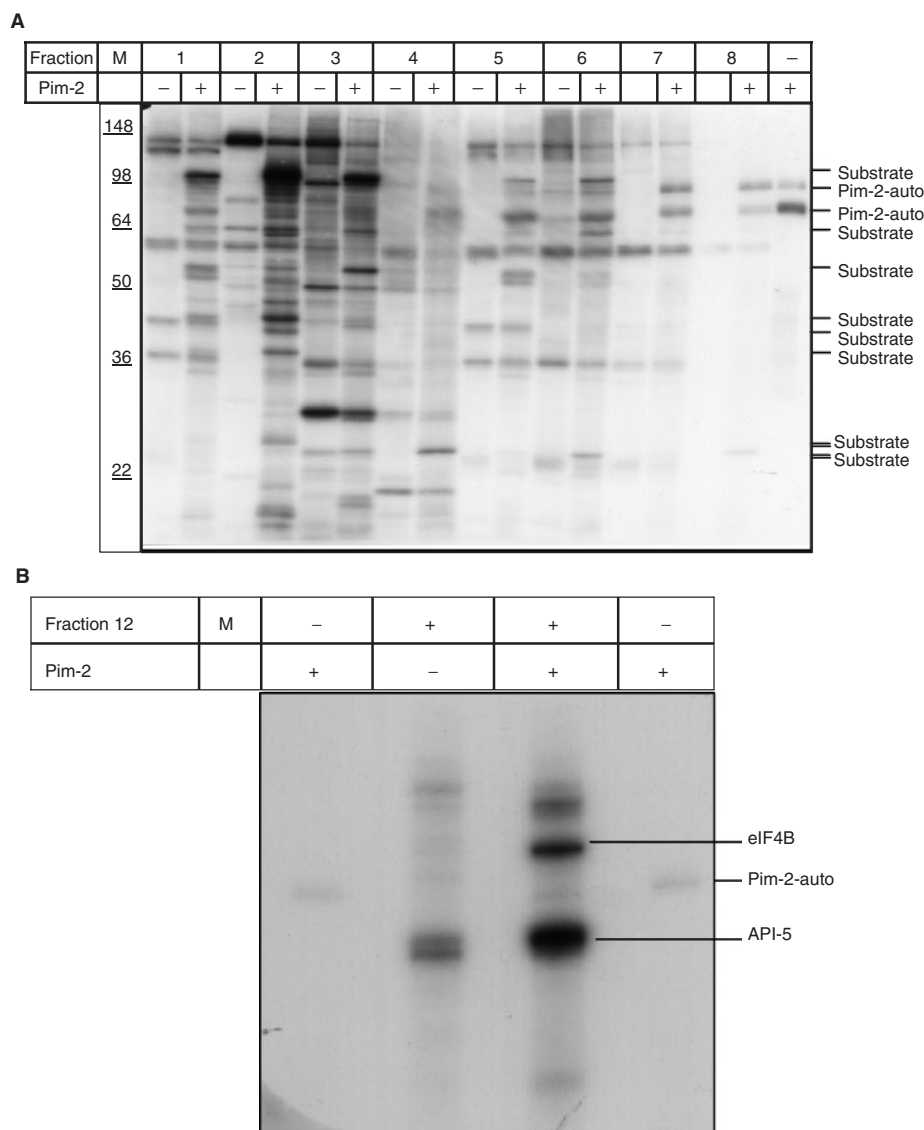 A
Fraction M 1 2 3 4 5 6 7 8 –
Pim-2 – + – + – + – + – + – + + + +
148
98
64
50
36
22
Substrate
Pim-2-auto
Pim-2-auto
Substrate
Substrate
Substrate
Substrate
Substrate
Substrate
Substrate
B
Fraction 12 M – + + –
Pim-2 + – + +
eIF4B
Pim-2-auto
API-5